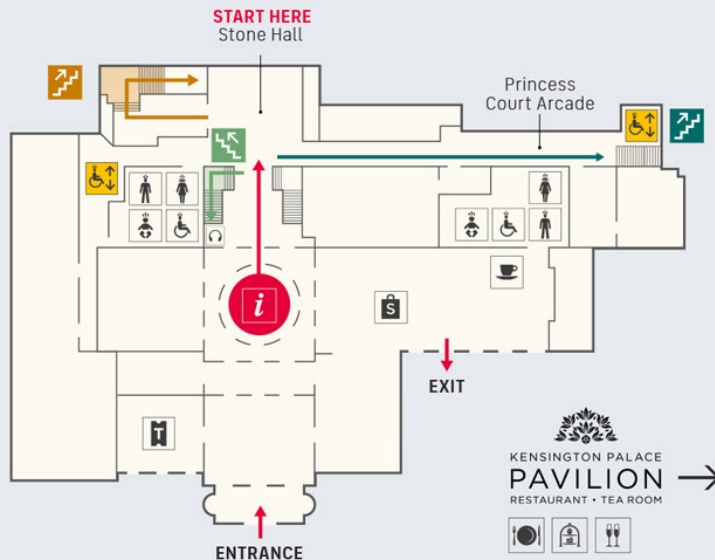 START HERE
Stone Hall
Princess
Court Arcade
i
S
EXIT
T
KENSINGTON PALACE
PAVILION
RESTAURANT • TEA ROOM
ENTRANCE